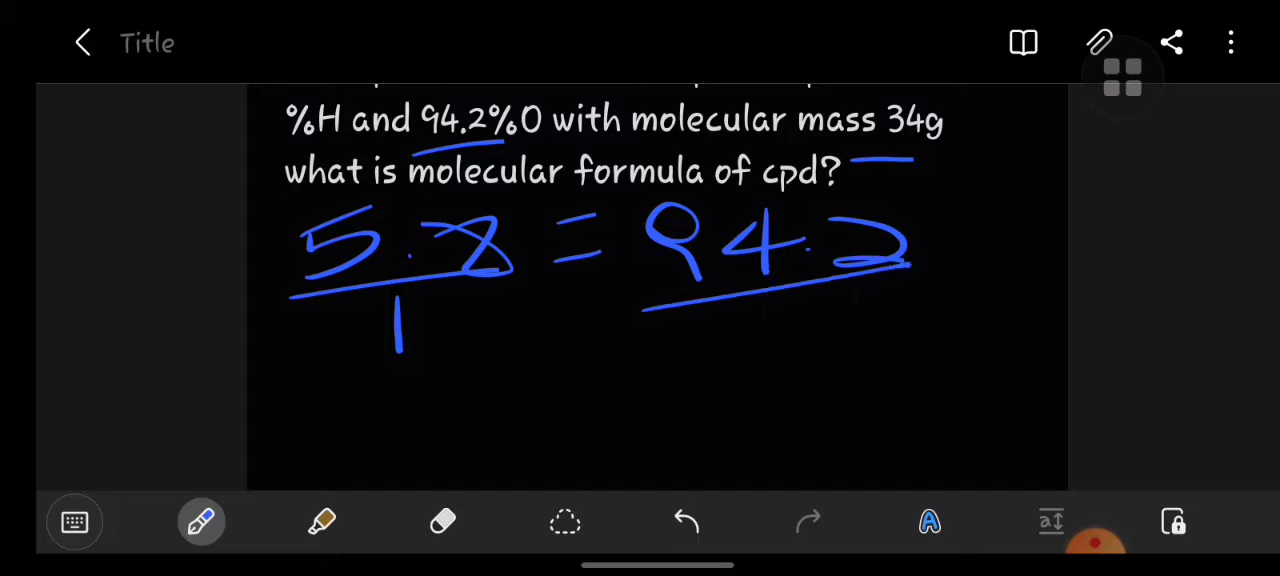 Title
%H and 94.2%O with molecular mass 34g
what is molecular formula of cpd?
5.8 = 94.2
1